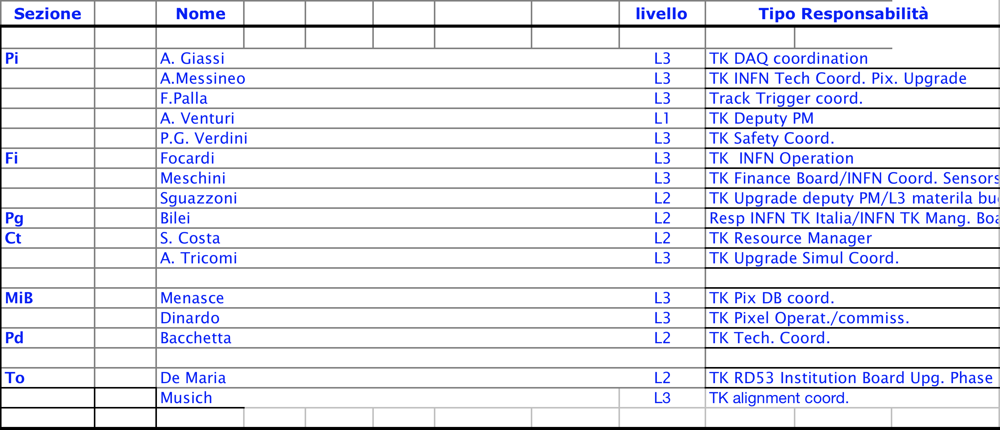 Sezione Nome livello Tipo Responsabilità
Pi A. Giassi L3 TK DAQ coordination
A.Messineo L3 TK INFN Tech Coord. Pix. Upgrade
F.Palla L3 Track Trigger coord.
A. Venturi L1 TK Deputy PM
P.G. Verdini L3 TK Safety Coord.
Fi Focardi L3 TK INFN Operation
Meschini L3 TK Finance Board/INFN Coord. Sensors
Sguazzoni L2 TK Upgrade deputy PM/L3 materila
Pg Bilei L2 Resp INFN TK Italia/INFN TK Mang.
Ct S. Costa L2 TK Resource Manager
A. Tricomi L3 TK Upgrade Simul Coord.
MiB Menasce L3 TK Pix DB coord.
Dinardo L3 TK Pixel Operat./commiss.
Pd Bacchetta L2 TK Tech. Coord.
To De Maria L2 TK RD53 Institution Board Upg. Phase
Musich L3 TK alignment coord.